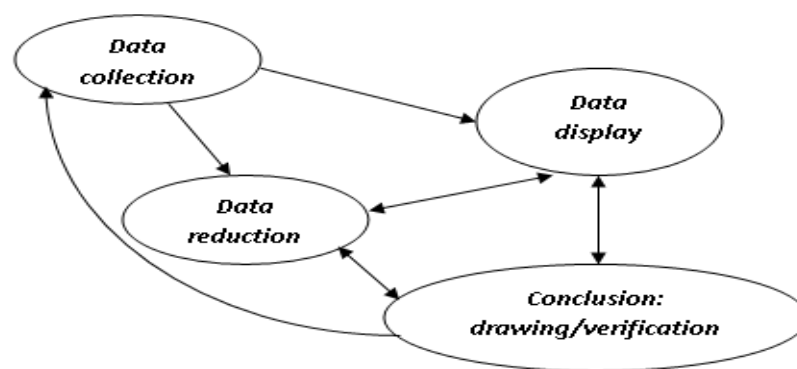 Data
collection
Data
display
Data
reduction
Conclusion:
drawing/verification